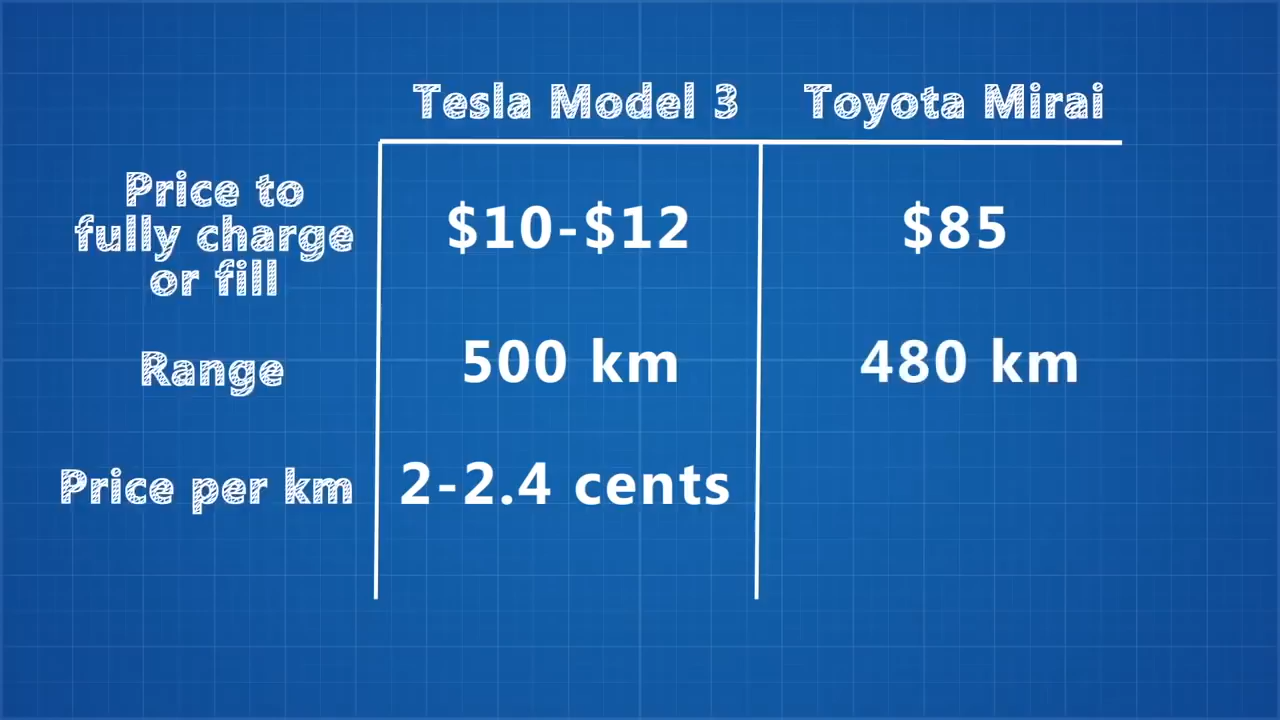 Tesla Model 3
Toyota Mirai
Price to
fully charge
or fill
$10-$12
$85
Range
500 km
480 km
Price per km
2-2.4 cents